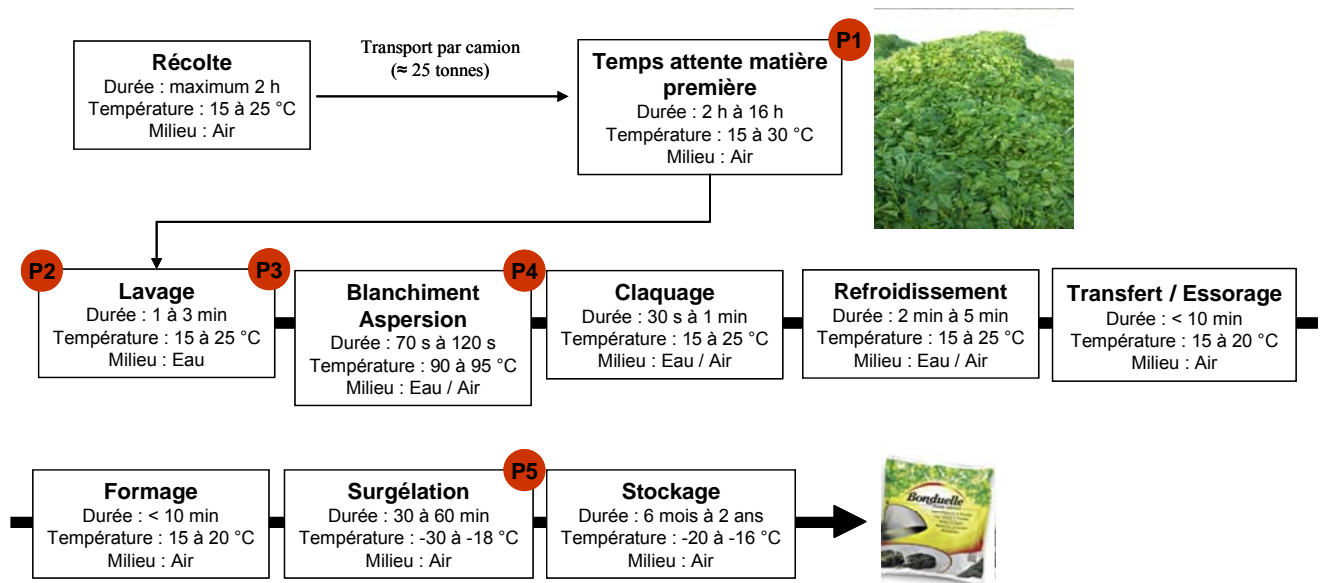 Récolte
Durée : maximum 2 h
Température : 15 à 25 °C
Milieu : Air
Transport par camion
(≈ 25 tonnes)
P1
Temps attente matière
première
Durée : 2 h à 16 h
Température : 15 à 30 °C
Milieu : Air
P2
Lavage
Durée : 1 à 3 min
Température : 15 à 25 °C
Milieu : Eau
P3
Blanchiment
Aspersion
Durée : 70 s à 120 s
Température : 90 à 95 °C
Milieu : Eau / Air
P4
Claquage
Durée : 30 s à 1 min
Température : 15 à 25 °C
Milieu : Eau / Air
Refroidissement
Durée : 2 min à 5 min
Température : 15 à 25 °C
Milieu : Eau / Air
Transfert / Essorage
Durée : < 10 min
Température : 15 à 20 °C
Milieu : Air
Formage
Durée : < 10 min
Température : 15 à 20 °C
Milieu : Air
Surgélation
Durée : 30 à 60 min
Température : -30 à -18 °C
Milieu : Air
P5
Stockage
Durée : 6 mois à 2 ans
Température : -20 à -16 °C
Milieu : Air
Bonduelle